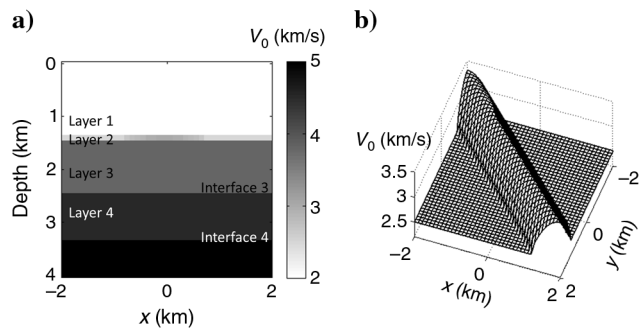 a)
V0 (km/s)
b)
0
1
2
3
4
Depth (km)
Layer 1
Layer 2
Layer 3
Interface 3
Layer 4
Interface 4
−2
0
2
x (km)
5
4
3
2
V0 (km/s)
3.5
3
2.5
−2
0
2
x (km)
−2
0
2
y (km)